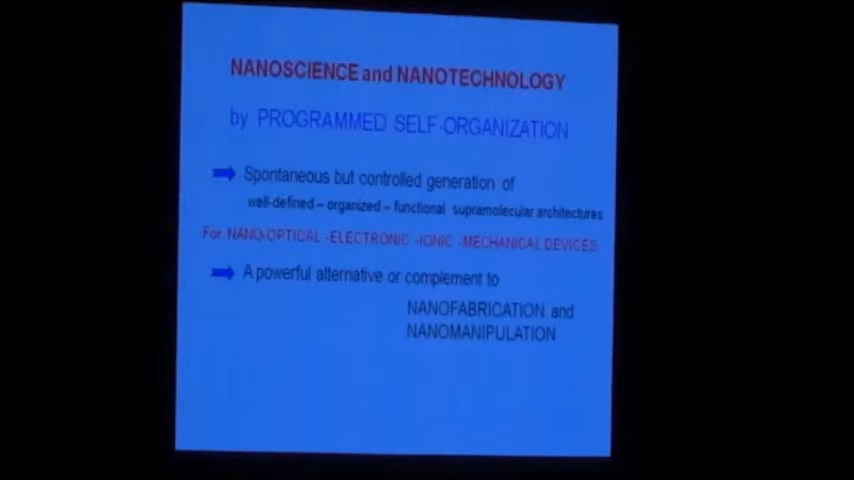 NANOSCIENCE and NANOTECHNOLOGY
by PROGRAMMED SELF-ORGANIZATION
Spontaneous but controlled generation of
well-defined – organized – functional supramolecular architectures
For NANO-OPTICAL -ELECTRONIC -IONIC -MECHANICAL DEVICES
A powerful alternative or complement to
NANOFABRICATION and
NANOMANIPULATION